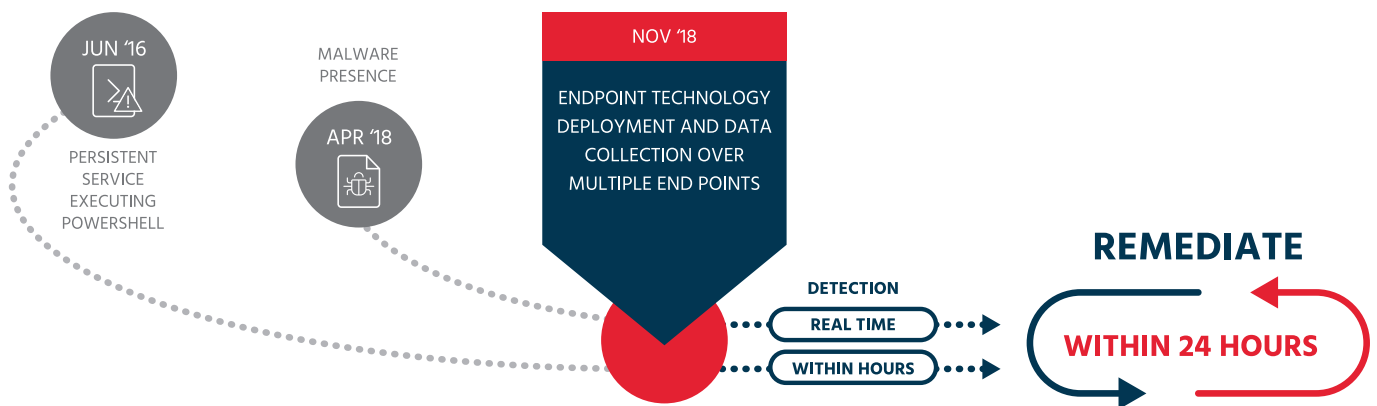 JUN ‘16
PERSISTENT
SERVICE
EXECUTING
POWERSHELL
MALWARE
PRESENCE
APR ‘18
NOV ‘18
ENDPOINT TECHNOLOGY
DEPLOYMENT AND DATA
COLLECTION OVER
MULTIPLE END POINTS
DETECTION
REAL TIME
WITHIN HOURS
REMEDIATE
WITHIN 24 HOURS